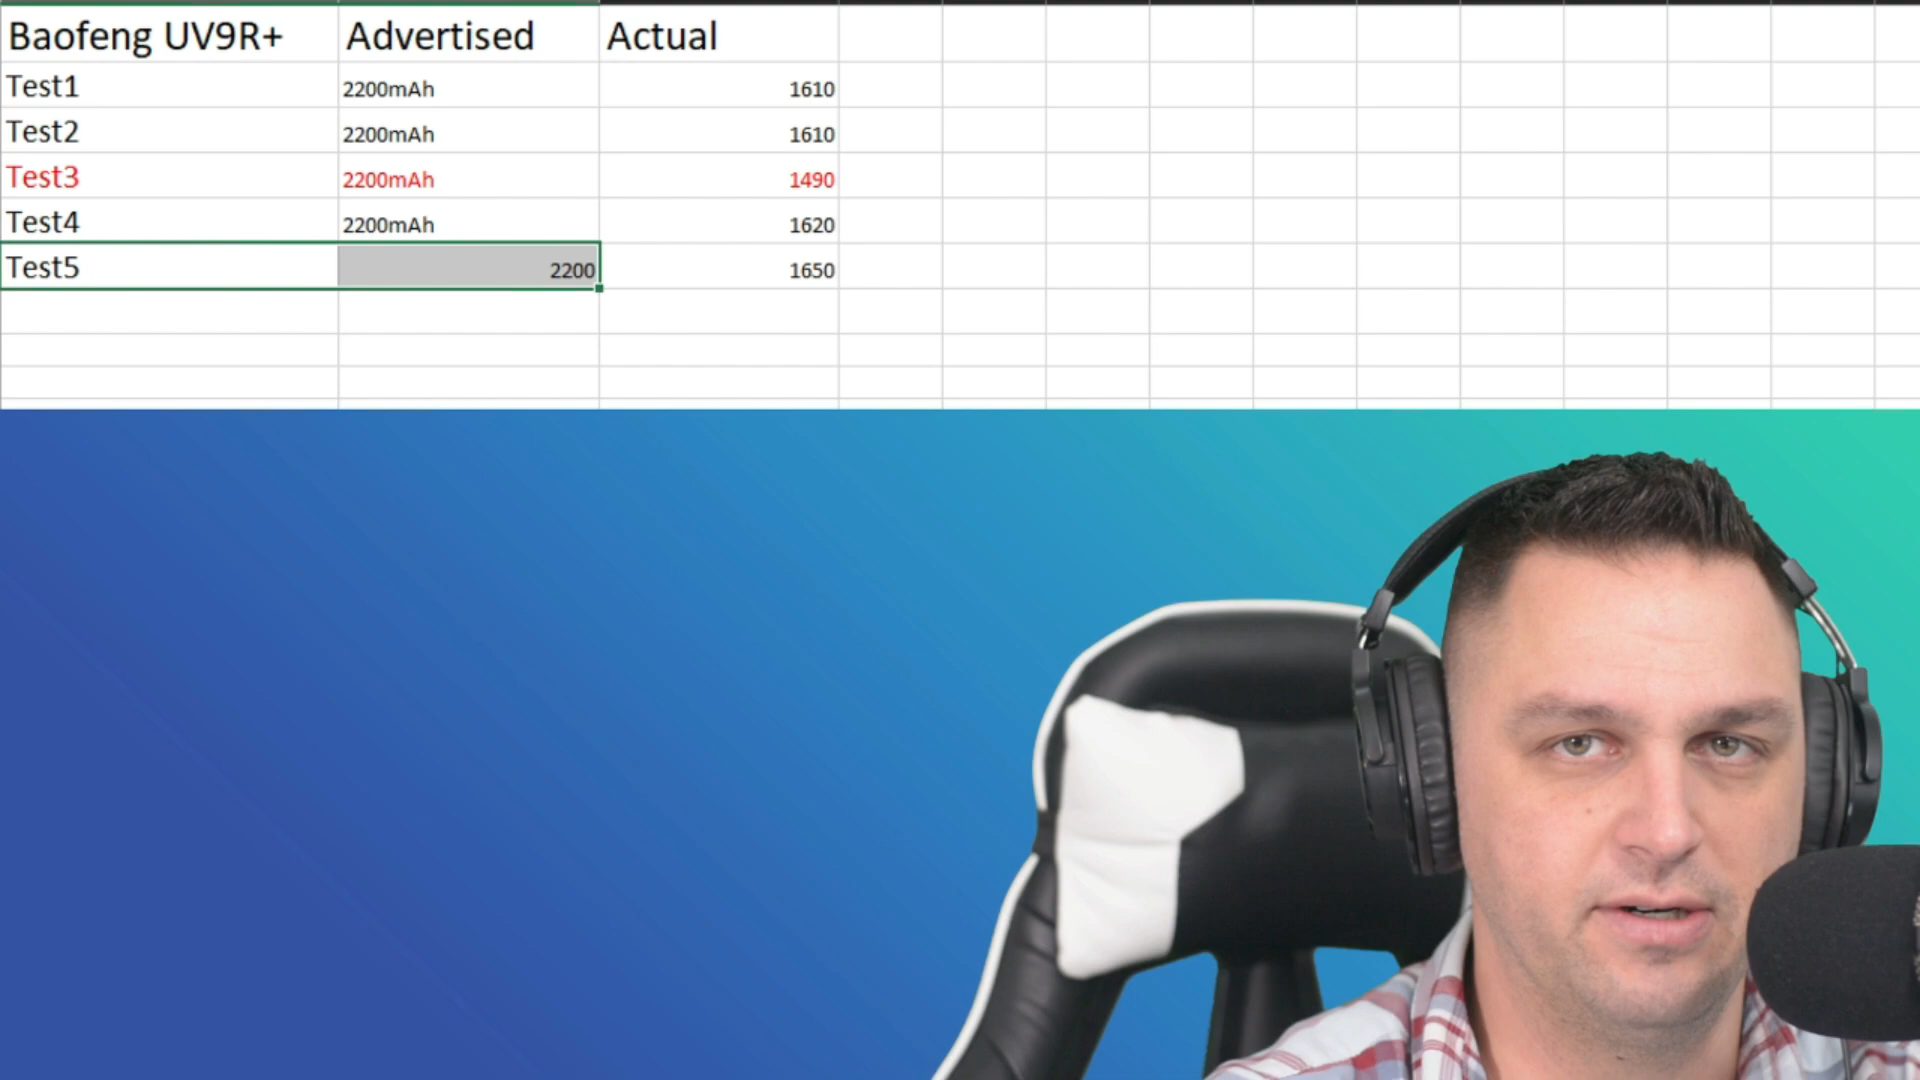 Baofeng UV9R+ Advertised Actual
Test1 2200mAh 1610
Test2 2200mAh 1610
Test3 2200mAh 1490
Test4 2200mAh 1620
Test5 2200 1650